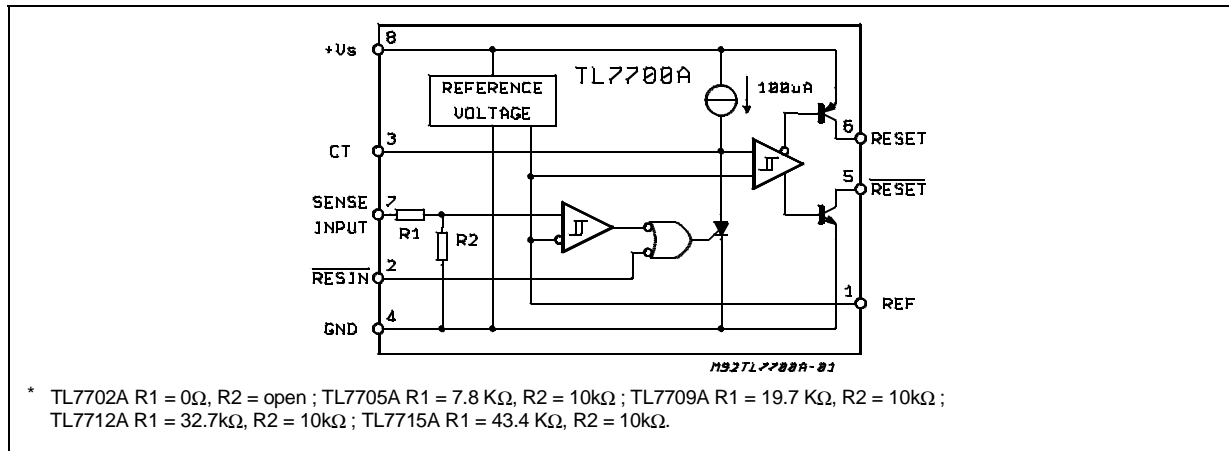 8
+Vs
TL7700A
REFERENCE
VOLTAGE
100uA
6
RESET
3
CT
5
RESET
SENSE 7
INPUT
R1
R2
2
RESIN
1
REF
4
GND
M92TL7700A-01
* TL7702A R1 = 0Ω, R2 = open ; TL7705A R1 = 7.8 KΩ, R2 = 10kΩ ; TL7709A R1 = 19.7 KΩ, R2 = 10kΩ ;
TL7712A R1 = 32.7kΩ, R2 = 10kΩ ; TL7715A R1 = 43.4 KΩ, R2 = 10kΩ.